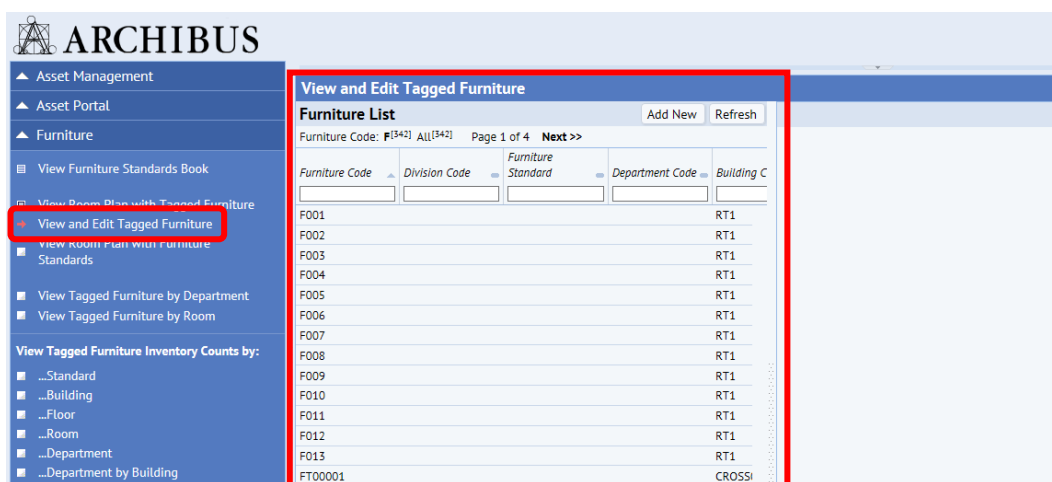 ARCHIBUS
Asset Management
Asset Portal
Furniture
View Furniture Standards Book
View Room Plan with Tagged Furniture
View and Edit Tagged Furniture
View Room Plan with Furniture
Standards
View Tagged Furniture by Department
View Tagged Furniture by Room
View Tagged Furniture Inventory Counts by:
...Standard
...Building
...Floor
...Room
...Department
...Department by Building
View and Edit Tagged Furniture
Furniture List Add New Refresh
Furniture Code: F[342] All[342] Page 1 of 4 Next >>
Furniture Code Division Code Furniture Standard Department Code Building C
F001 RT1
F002 RT1
F003 RT1
F004 RT1
F005 RT1
F006 RT1
F007 RT1
F008 RT1
F009 RT1
F010 RT1
F011 RT1
F012 RT1
F013 RT1
FT00001 CROSS